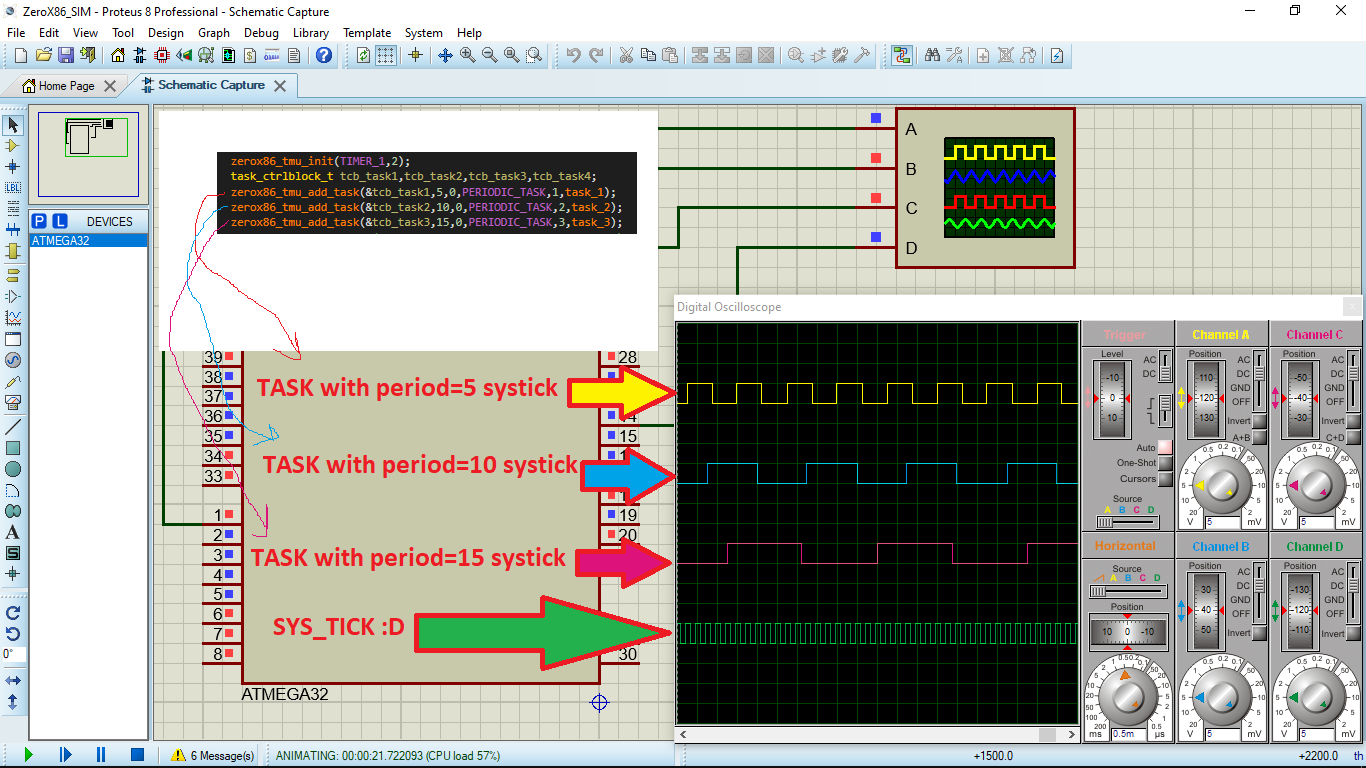 ZeroX86_SIM - Proteus 8 Professional - Schematic Capture
File Edit View Tool Design Graph Debug Library Template System Help
Home Page
Schematic Capture
P L DEVICES
ATMEGA32
LBL
A
S
0°
zerox86_tmu_init(TIMER_1,2);
task_ctrlblock_t tcb_task1,tcb_task2,tcb_task3,tcb_task4;
zerox86_tmu_add_task(&tcb_task1,5,0,PERIODIC_TASK,1,task_1);
zerox86_tmu_add_task(&tcb_task2,10,0,PERIODIC_TASK,2,task_2);
zerox86_tmu_add_task(&tcb_task3,15,0,PERIODIC_TASK,3,task_3);
A
B
C
D
39 28
38
37
36
35 15
34
33
1 19
2 20
3
4
5
6
7
8 30
TASK with period=5 systick
TASK with period=10 systick
TASK with period=15 systick
SYS_TICK :D
ATMEGA32
Digital Oscilloscope
Trigger
Level
AC
DC
-10
0
10
Auto
One-Shot
Cursors
Source
A B C D
Channel A
Position
AC
DC
GND
OFF
110
120
130
Invert
A+B
V 5 mV
Channel C
Position
AC
DC
GND
OFF
-50
-40
-30
Invert
C+D
V 5 mV
Horizontal
Source
A B C D
Position
10 0 -10
ms 0.5m µs
Channel B
Position
AC
DC
GND
OFF
30
40
50
Invert
V 5 mV
Channel D
Position
AC
DC
GND
OFF
-130
-120
-110
Invert
V 5 mV
6 Message(s)
ANIMATING: 00:00:21.722093 (CPU load 57%)
+1500.0
+2200.0
th